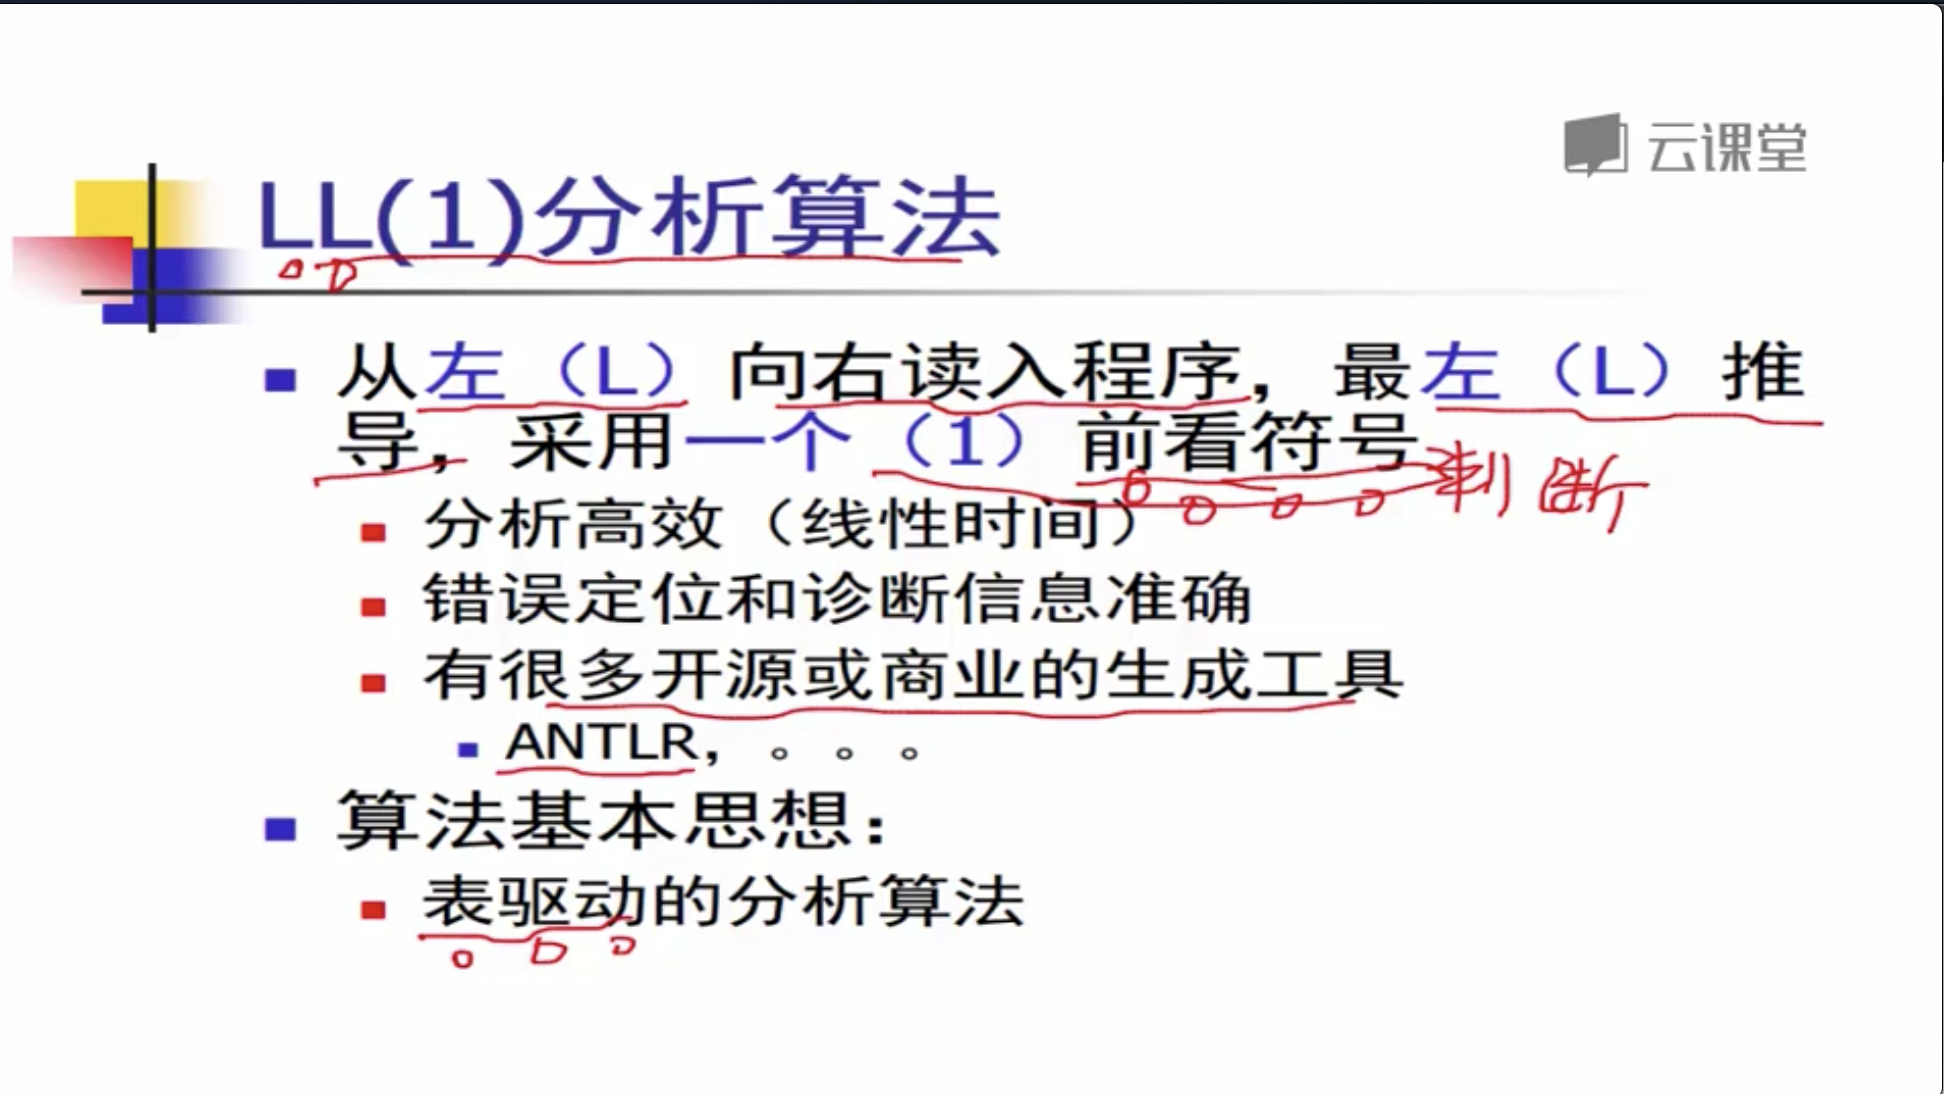 云课堂
LL(1)分析算法
从左（L）向右读入程序，最左（L）推
导，采用一个（1）前看符号
判断
分析高效（线性时间）
错误定位和诊断信息准确
有很多开源或商业的生成工具
ANTLR，。。。
算法基本思想：
表驱动的分析算法